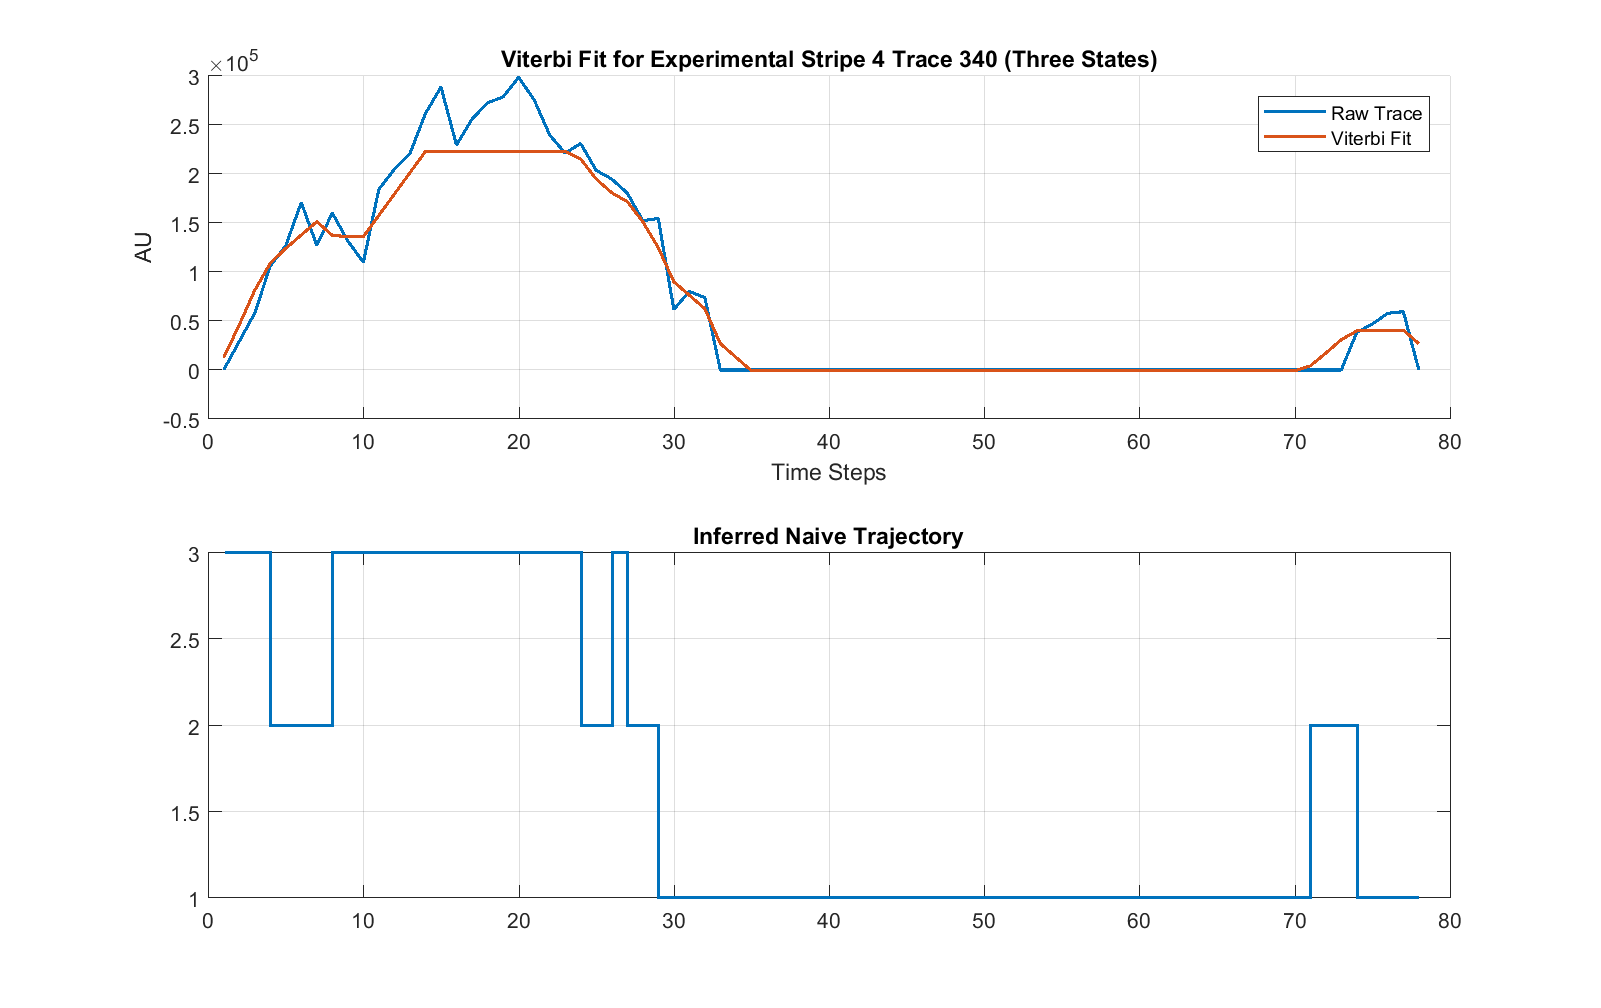 Viterbi Fit for Experimental Stripe 4 Trace 340 (Three States)
×10^5
3
2.5
2
1.5
1
0.5
0
-0.5
AU
Raw Trace
Viterbi Fit
0 10 20 30 40 50 60 70 80
Time Steps
Inferred Naive Trajectory
3
2.5
2
1.5
1
0 10 20 30 40 50 60 70 80